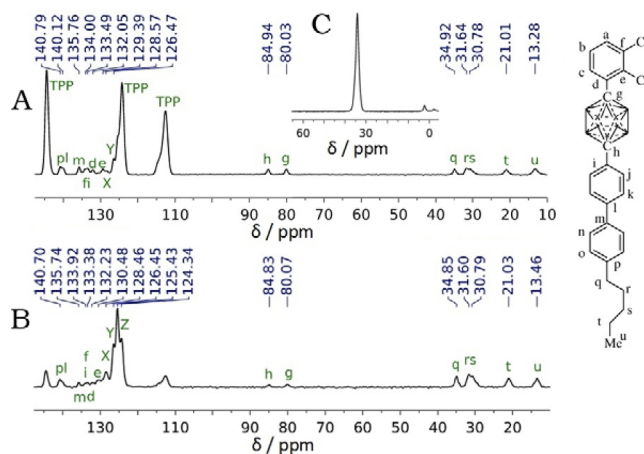 140.79
140.12
135.76
134.00
133.49
132.05
129.39
128.57
126.47
84.94
80.03
C
34.92
31.64
30.78
21.01
13.28
A
TPP
TPP
TPP
pl
m
fi
d
e
X
Y
h
g
q
rs
t
u
60
30
0
δ / ppm
130
120
110
100
90
80
70
60
50
40
30
20
10
δ / ppm
140.70
135.74
133.92
133.38
132.23
130.48
128.46
126.45
125.43
124.34
84.83
80.07
34.85
31.60
30.79
21.03
13.46
B
pl
m
f
i
d
e
X
Y
Z
h
g
q
rs
t
u
130
120
110
100
90
80
70
60
50
40
30
20
10
δ / ppm
a
b
f
c
e
d
C
C
C
g
x
x
C
h
i
j
k
l
m
n
o
p
q
r
s
t
u
Me